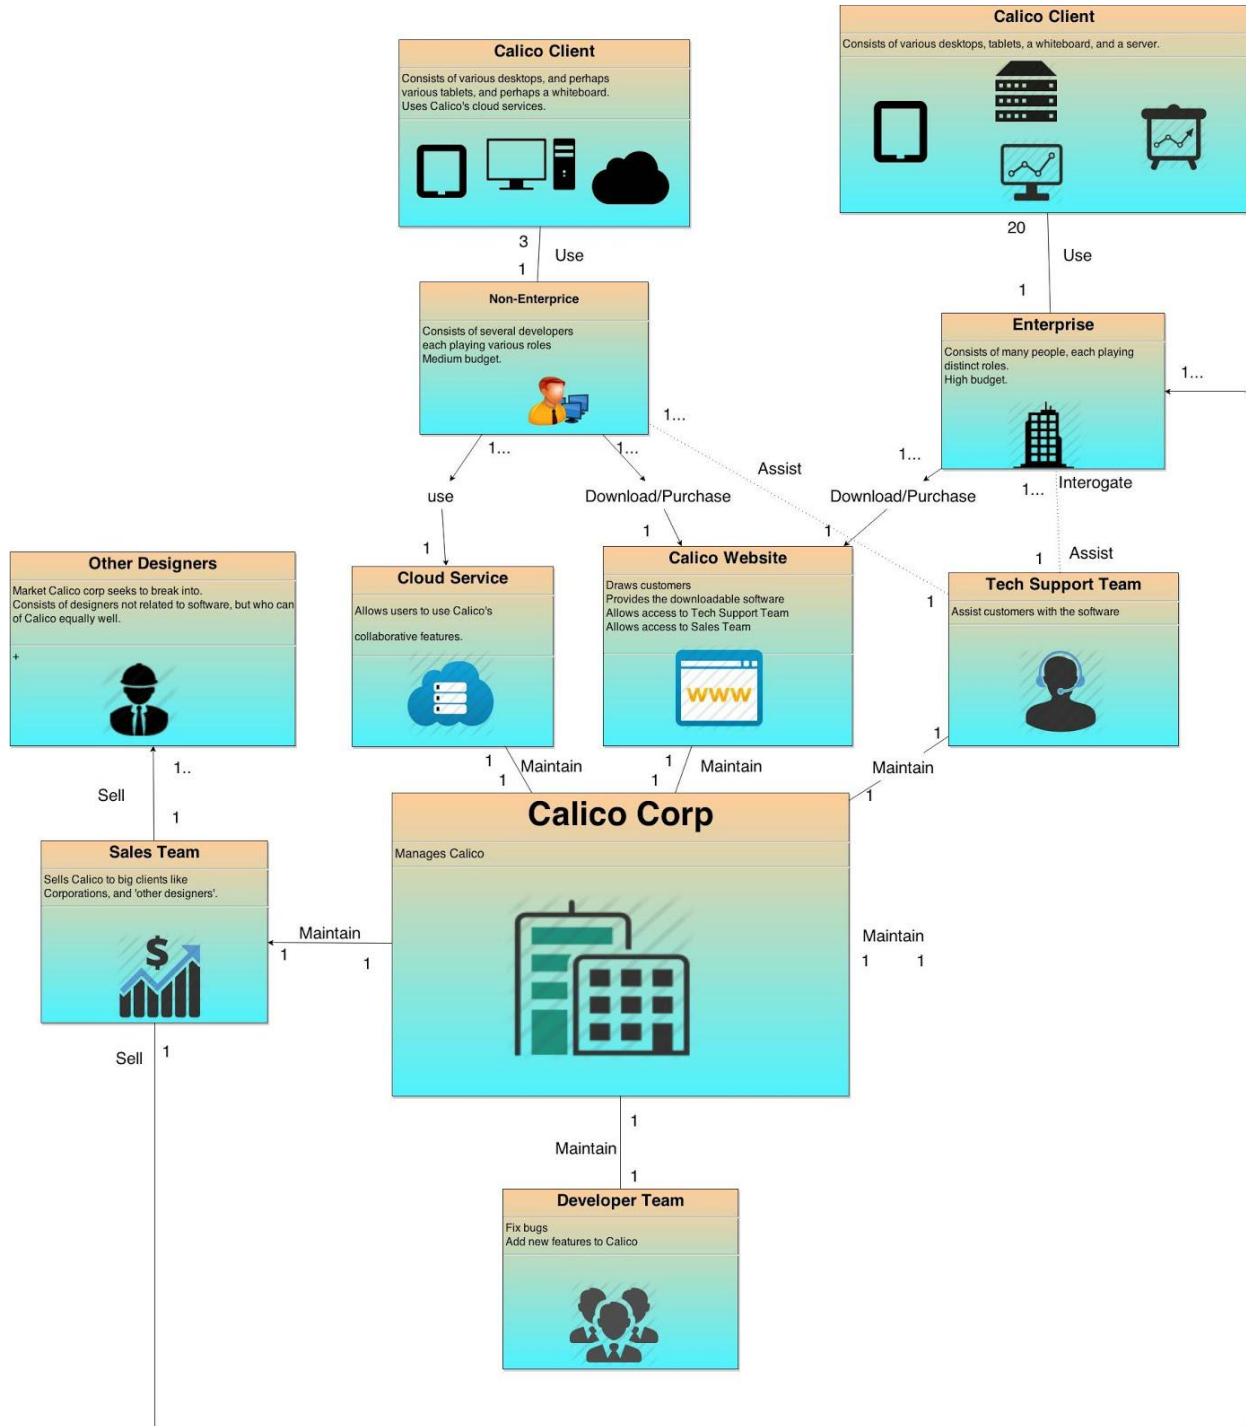 Calico Client
Consists of various desktops, tablets, a whiteboard, and a server.
Calico Client
Consists of various desktops, and perhaps
various tablets, and perhaps a whiteboard.
Uses Calico's cloud services.
3
Use
1
20
Use
1
Non-Enterprice
Consists of several developers
each playing various roles
Medium budget.
Enterprise
Consists of many people, each playing
distinct roles.
High budget.
1...
1...
1...
1...
Assist
1...
1...
Interogate
use
Download/Purchase
Download/Purchase
1
1
1
1
Assist
Other Designers
Market Calico corp seeks to break into.
Consists of designers not related to software, but who can
of Calico equally well.
+
Cloud Service
Allows users to use Calico's
collaborative features.
Calico Website
Draws customers
Provides the downloadable software
Allows access to Tech Support Team
Allows access to Sales Team
www
1
Tech Support Team
Assist customers with the software
1..
Sell
1
1
Maintain
1
1
Maintain
1
1
Maintain
1
Calico Corp
Manages Calico
Sales Team
Sells Calico to big clients like
Corporations, and 'other designers'.
$
Maintain
1
1
Maintain
1
1
Sell
1
1
Maintain
1
Developer Team
Fix bugs
Add new features to Calico